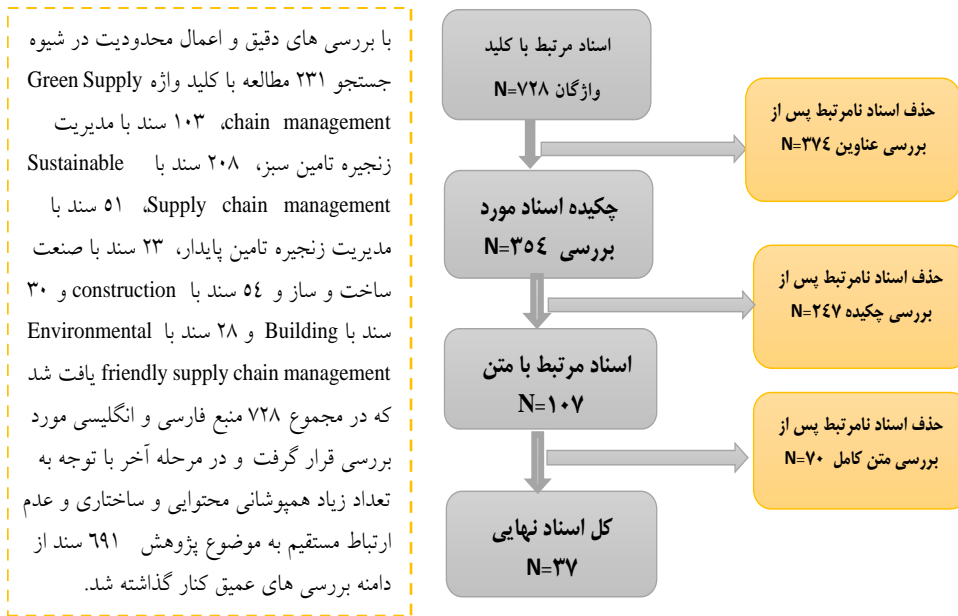 با بررسی های دقیق و اعمال محدودیت در شیوه
جستجو ۲۳۱ مطالعه با کلید واژه Green Supply
chain management، ۱۰۳ سند با مدیریت
زنجیره تامین سبز، ۲۰۸ سند با Sustainable
Supply chain management، ۵۱ سند با
مدیریت زنجیره تامین پایدار، ۲۳ سند با صنعت
ساخت و ساز و ٥٤ سند با construction و ۳۰
سند با Building و ۲۸ سند با Environmental
friendly supply chain management یافت شد
که در مجموع ۷۲۸ منبع فارسی و انگلیسی مورد
بررسی قرار گرفت و در مرحله آخر با توجه به
تعداد زیاد همپوشانی محتوایی و ساختاری و عدم
ارتباط مستقیم به موضوع پژوهش ٦۹۱ سند از
دامنه بررسی های عمیق کنار گذاشته شد.
اسناد مرتبط با کلید
واژگان N=۷۲۸
حذف اسناد نامرتبط پس از
بررسی عناوین N=۳۷٤
چکیده اسناد مورد
بررسی N=۳٥٤
حذف اسناد نامرتبط پس از
بررسی چکیده N=۲٤۷
اسناد مرتبط با متن
N=۱۰۷
حذف اسناد نامرتبط پس از
بررسی متن کامل N=۷۰
کل اسناد نهایی
N=۳۷